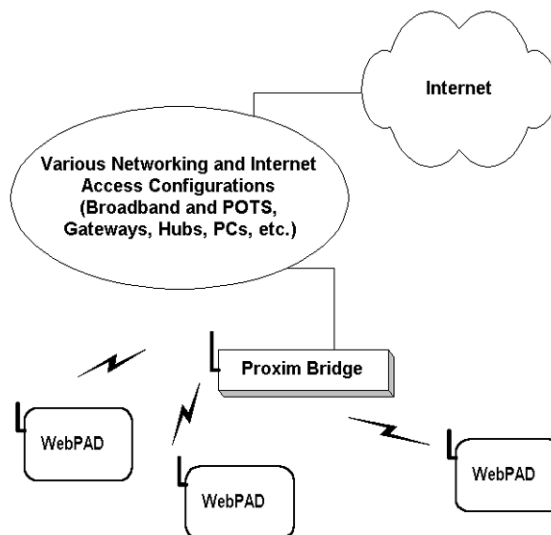 Internet
Various Networking and Internet
Access Configurations
(Broadband and POTS,
Gateways, Hubs, PCs, etc.)
Proxim Bridge
WebPAD
WebPAD
WebPAD